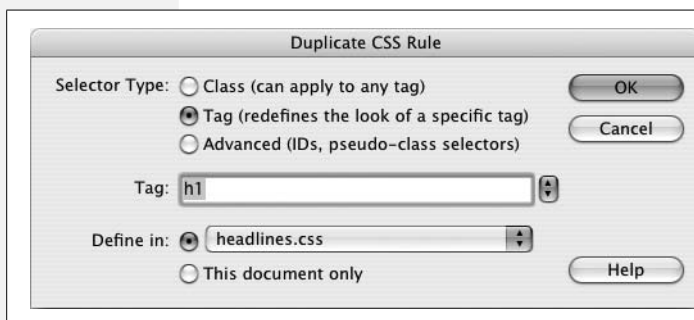 Duplicate CSS Rule
Selector Type: Class (can apply to any tag)
Tag (redefines the look of a specific tag)
Advanced (IDs, pseudo-class selectors)
Tag: h1
Define in: headlines.css
This document only
OK
Cancel
Help